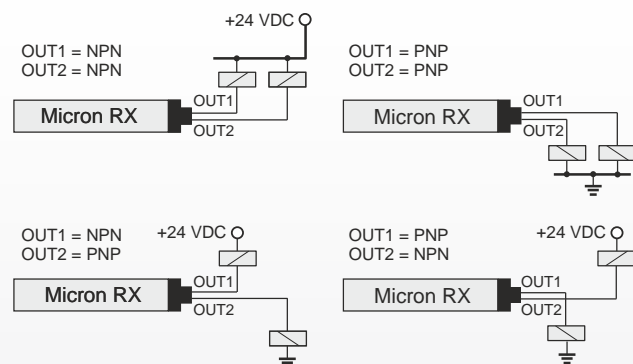 +24 VDC
OUT1 = NPN
OUT2 = NPN
Micron RX
OUT1
OUT2
OUT1 = PNP
OUT2 = PNP
Micron RX
OUT1
OUT2
OUT1 = NPN
OUT2 = PNP
+24 VDC
Micron RX
OUT1
OUT2
OUT1 = PNP
OUT2 = NPN
+24 VDC
Micron RX
OUT1
OUT2